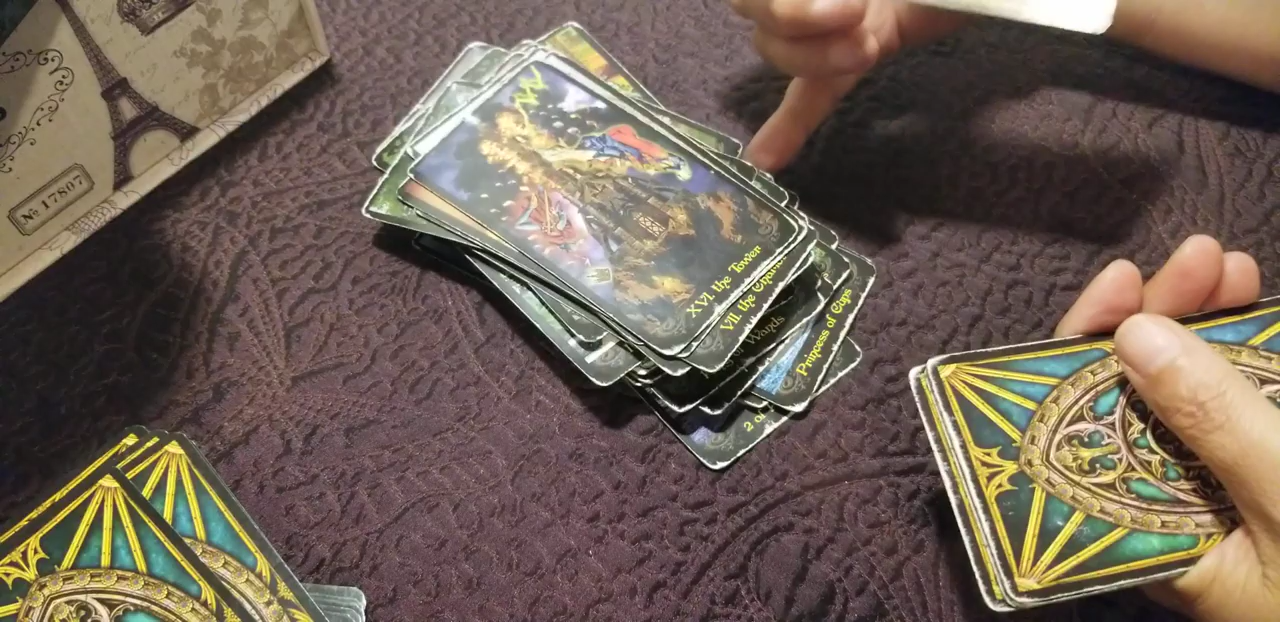 Nº 17807
XVI. the Tower
VII. the Chariot
Wands
Princess of Cups
2 of